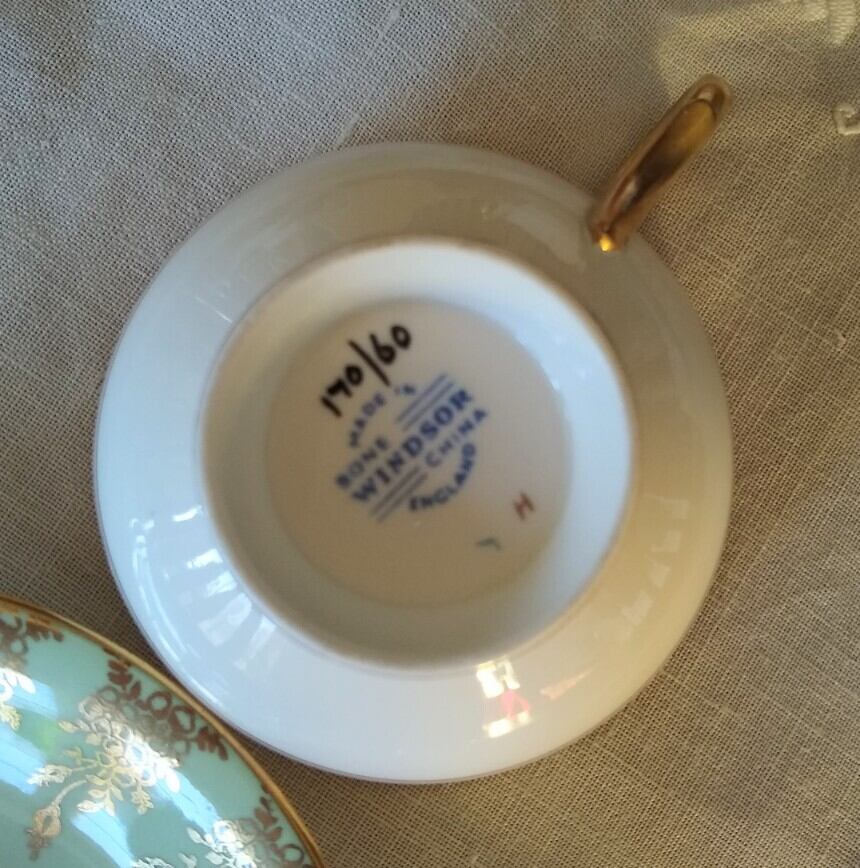 170/60
MADE IN
WINDSOR
BONE CHINA
ENGLAND
H